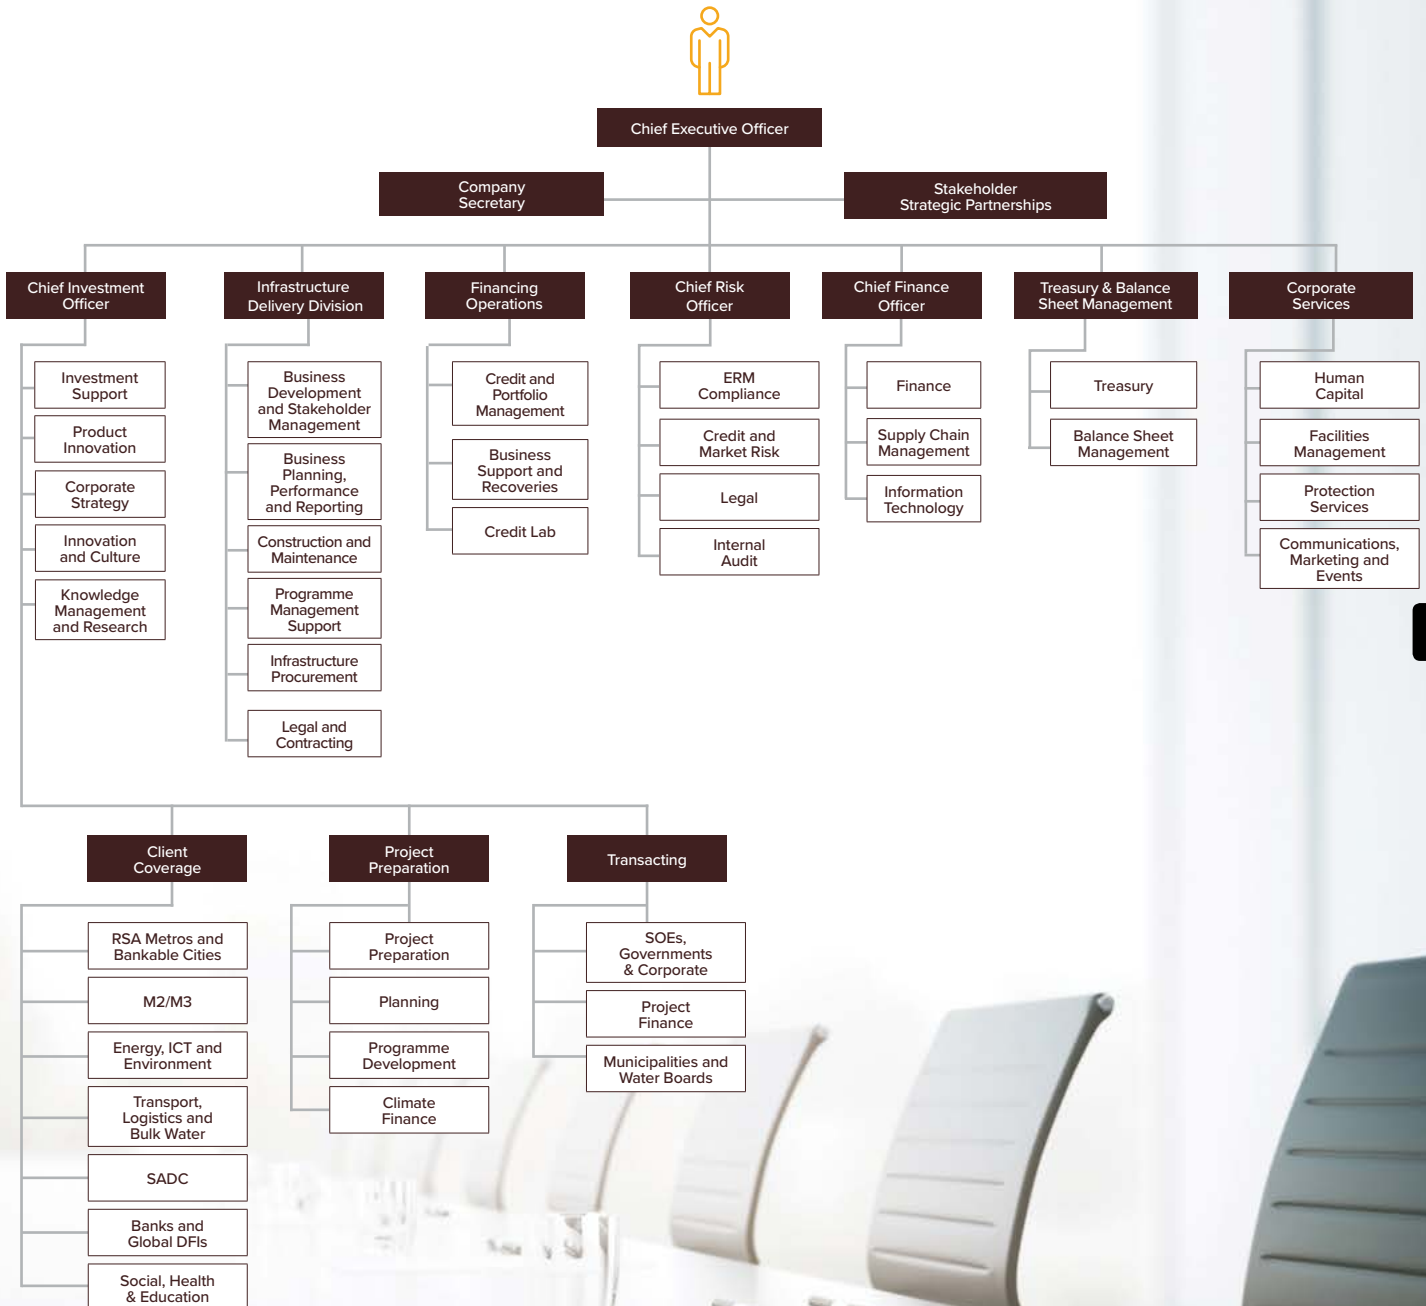 Chief Executive Officer
Company
Secretary
Stakeholder
Strategic Partnerships
Chief Investment
Officer
Infrastructure
Delivery Division
Financing
Operations
Chief Risk
Officer
Chief Finance
Officer
Treasury & Balance
Sheet Management
Corporate
Services
Investment
Support
Product
Innovation
Corporate
Strategy
Innovation
and Culture
Knowledge
Management
and Research
Business
Development
and Stakeholder
Management
Business
Planning,
Performance
and Reporting
Construction and
Maintenance
Programme
Management
Support
Infrastructure
Procurement
Legal and
Contracting
Credit and
Portfolio
Management
Business
Support and
Recoveries
Credit Lab
ERM
Compliance
Credit and
Market Risk
Legal
Internal
Audit
Finance
Supply Chain
Management
Information
Technology
Treasury
Balance Sheet
Management
Human
Capital
Facilities
Management
Protection
Services
Communications,
Marketing and
Events
Client
Coverage
Project
Preparation
Transacting
RSA Metros and
Bankable Cities
M2/M3
Energy, ICT and
Environment
Transport,
Logistics and
Bulk Water
SADC
Banks and
Global DFIs
Social, Health
& Education
Project
Preparation
Planning
Programme
Development
Climate
Finance
SOEs,
Governments
& Corporate
Project
Finance
Municipalities and
Water Boards